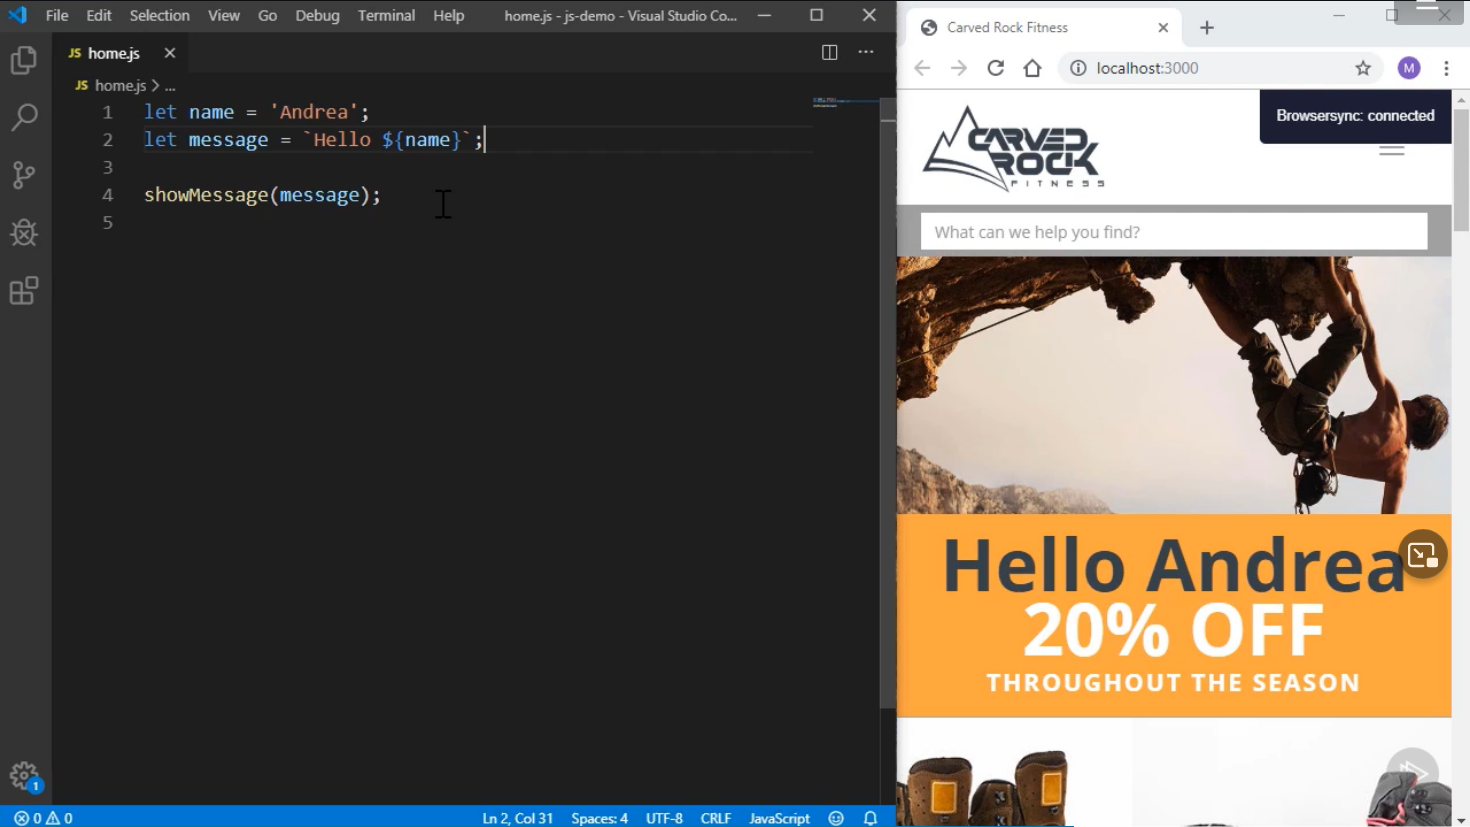 File Edit Selection View Go Debug Terminal Help home.js - js-demo - Visual Studio Co...
JS home.js
JS home.js > ...
1 let name = 'Andrea';
2 let message = `Hello ${name}`;
3
4 showMessage(message);
5
1
0 0 Ln 2, Col 31 Spaces: 4 UTF-8 CRLF JavaScript
Carved Rock Fitness
localhost:3000 M
Browsersync: connected
CARVED
ROCK
FITNESS
What can we help you find?
Hello Andrea
20% OFF
THROUGHOUT THE SEASON